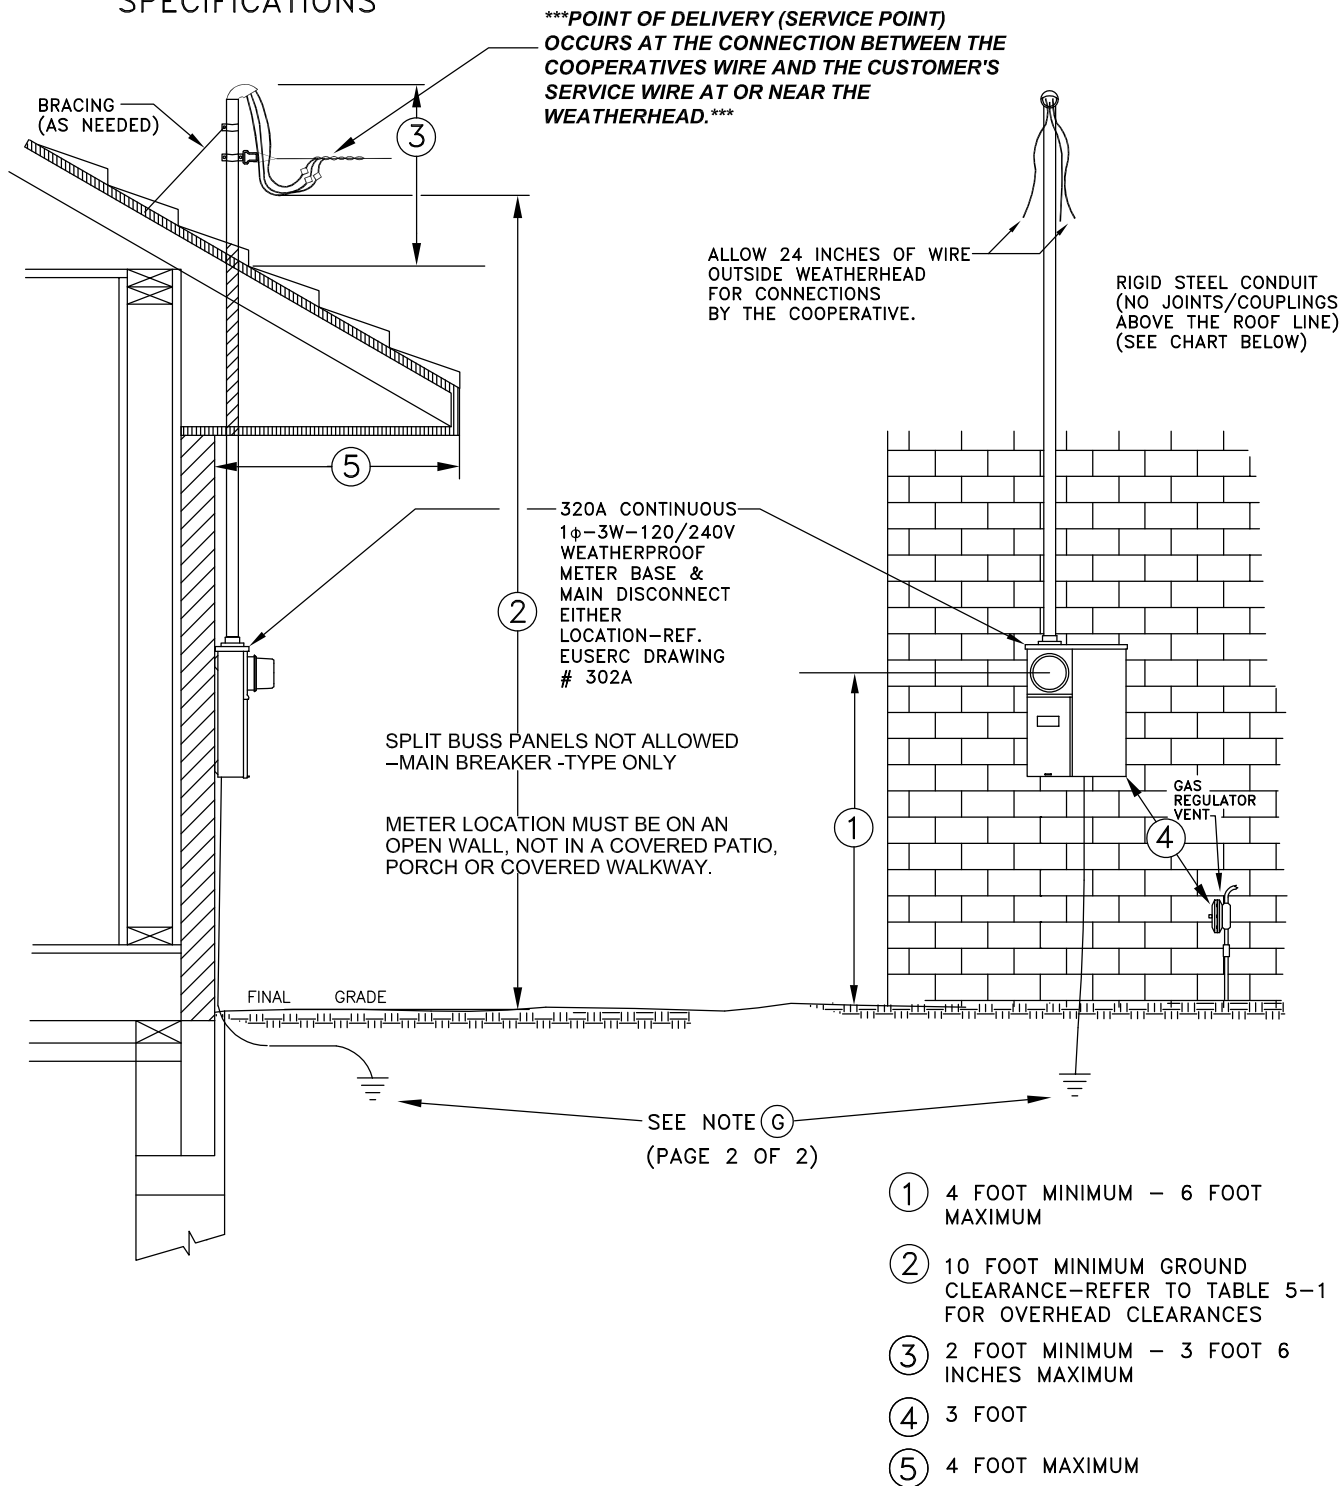 SPECIFICATIONS
***POINT OF DELIVERY (SERVICE POINT)
OCCURS AT THE CONNECTION BETWEEN THE
COOPERATIVES WIRE AND THE CUSTOMER'S
SERVICE WIRE AT OR NEAR THE
WEATHERHEAD.***
BRACING
(AS NEEDED)
3
ALLOW 24 INCHES OF WIRE
OUTSIDE WEATHERHEAD
FOR CONNECTIONS
BY THE COOPERATIVE.
RIGID STEEL CONDUIT
(NO JOINTS/COUPLINGS
ABOVE THE ROOF LINE)
(SEE CHART BELOW)
5
320A CONTINUOUS
1ϕ-3W-120/240V
WEATHERPROOF
METER BASE &
MAIN DISCONNECT
EITHER
LOCATION-REF.
EUSERC DRAWING
# 302A
2
SPLIT BUSS PANELS NOT ALLOWED
–MAIN BREAKER -TYPE ONLY
METER LOCATION MUST BE ON AN
OPEN WALL, NOT IN A COVERED PATIO,
PORCH OR COVERED WALKWAY.
1
GAS
REGULATOR
VENT
4
FINAL GRADE
SEE NOTE G
(PAGE 2 OF 2)
1 4 FOOT MINIMUM – 6 FOOT
MAXIMUM
2 10 FOOT MINIMUM GROUND
CLEARANCE-REFER TO TABLE 5-1
FOR OVERHEAD CLEARANCES
3 2 FOOT MINIMUM – 3 FOOT 6
INCHES MAXIMUM
4 3 FOOT
5 4 FOOT MAXIMUM